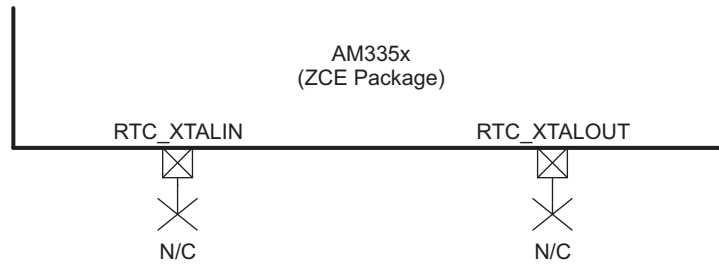 AM335x
(ZCE Package)
RTC_XTALIN
RTC_XTALOUT
N/C
N/C